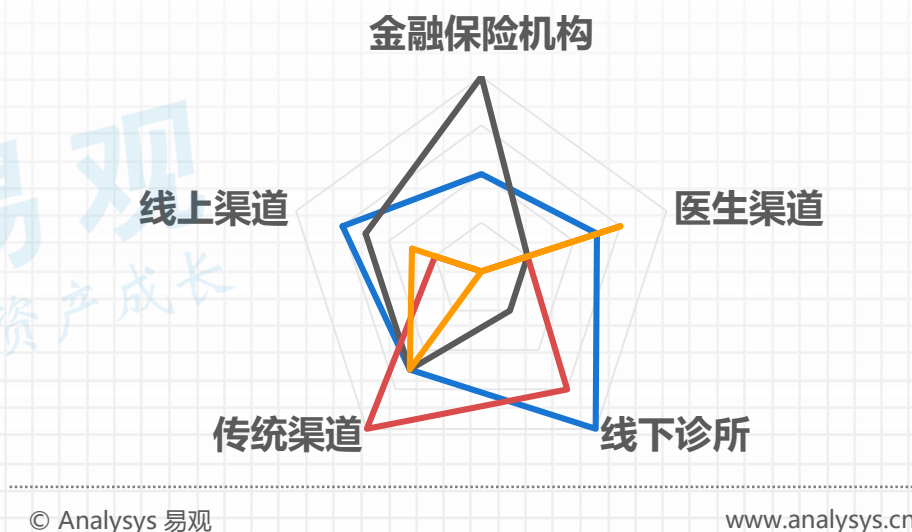 金融保险机构
易观
线上渠道
医生渠道
资产成长
传统渠道
线下诊所
© Analysys 易观
www.analysys.cn